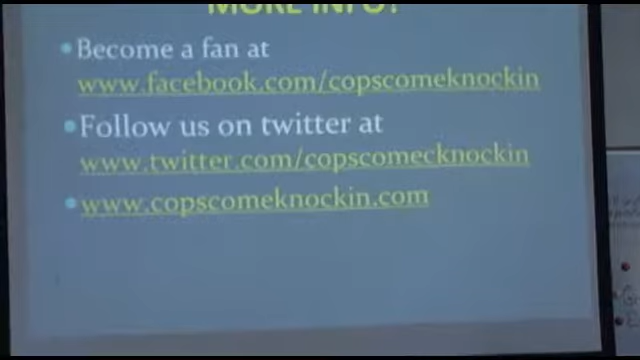 MORE INFO?
Become a fan at
www.facebook.com/copscomeknockin
Follow us on twitter at
www.twitter.com/copscomecknockin
www.copscomeknockin.com